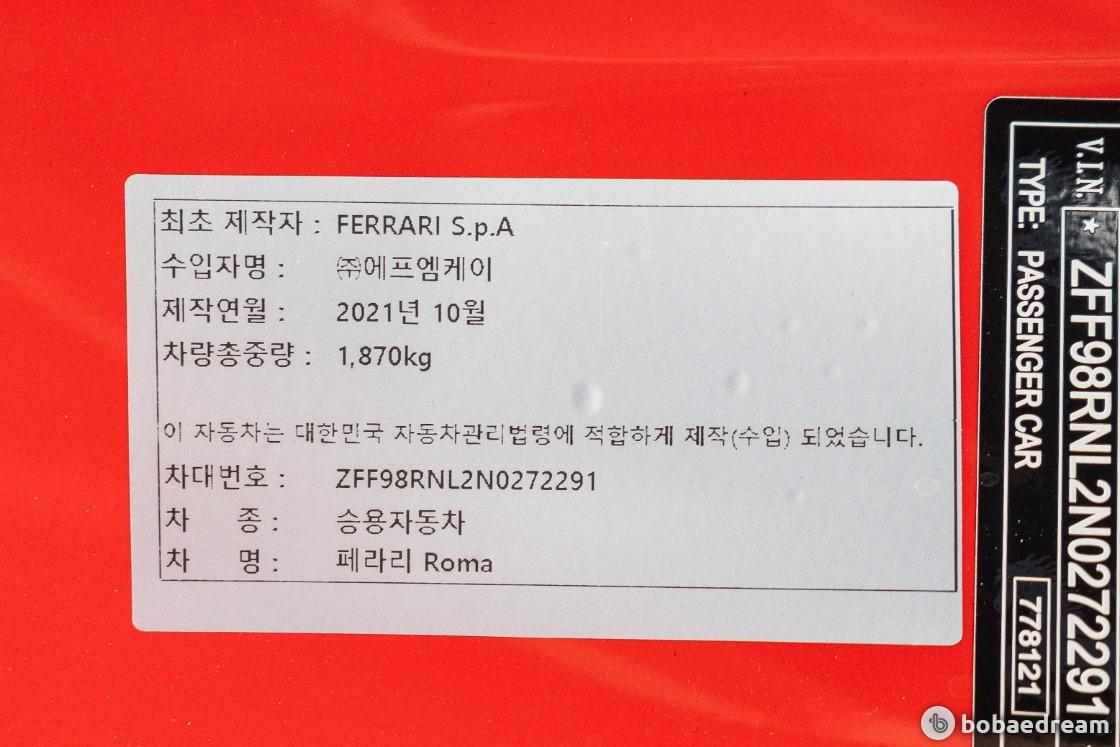 최초 제작자 : FERRARI S.p.A
수입자명 : ㈜에프엠케이
제작연월 : 2021년 10월
차량총중량 : 1,870kg
이 자동차는 대한민국 자동차관리법령에 적합하게 제작(수입) 되었습니다.
차대번호 : ZFF98RNL2N0272291
차 종 : 승용자동차
차 명 : 페라리 Roma
V.I.N. ★ ZFF98RNL2N0272291
TYPE: PASSENGER CAR 778121
bobaedream